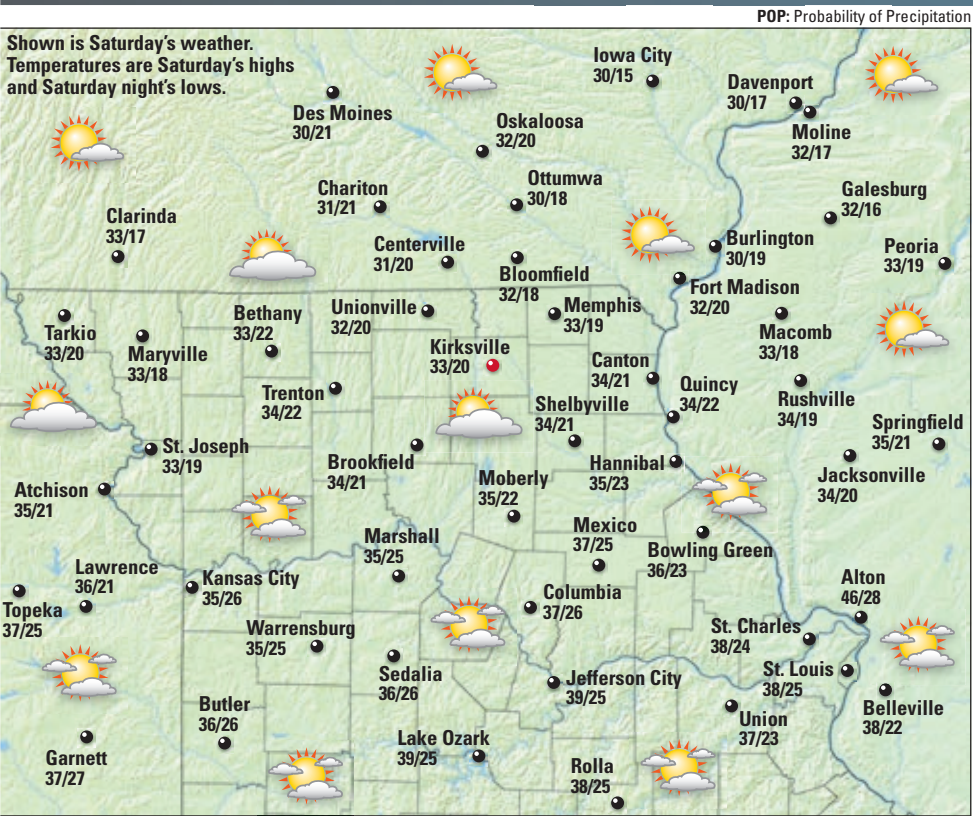 POP: Probability of Precipitation
Shown is Saturday's weather.
Temperatures are Saturday's highs
and Saturday night's lows.
Iowa City
30/15
Davenport
30/17
Des Moines
30/21
Moline
32/17
Oskaloosa
32/20
Chariton
31/21
Ottumwa
30/18
Galesburg
32/16
Clarinda
33/17
Centerville
31/20
Burlington
30/19
Peoria
33/19
Bloomfield
32/18
Fort Madison
32/20
Tarkio
33/20
Maryville
33/18
Bethany
33/22
Unionville
32/20
Memphis
33/19
Macomb
33/18
Kirksville
33/20
Canton
34/21
Trenton
34/22
Quincy
34/22
Rushville
34/19
Shelbyville
34/21
Springfield
35/21
St. Joseph
33/19
Brookfield
34/21
Hannibal
35/23
Jacksonville
34/20
Atchison
35/21
Moberly
35/22
Marshall
35/25
Mexico
37/25
Bowling Green
36/23
Lawrence
36/21
Kansas City
35/26
Columbia
37/26
Alton
46/28
Topeka
37/25
Warrensburg
35/25
St. Charles
38/24
Sedalia
36/26
Jefferson City
39/25
St. Louis
38/25
Belleville
38/22
Butler
36/26
Union
37/23
Lake Ozark
39/25
Garnett
37/27
Rolla
38/25